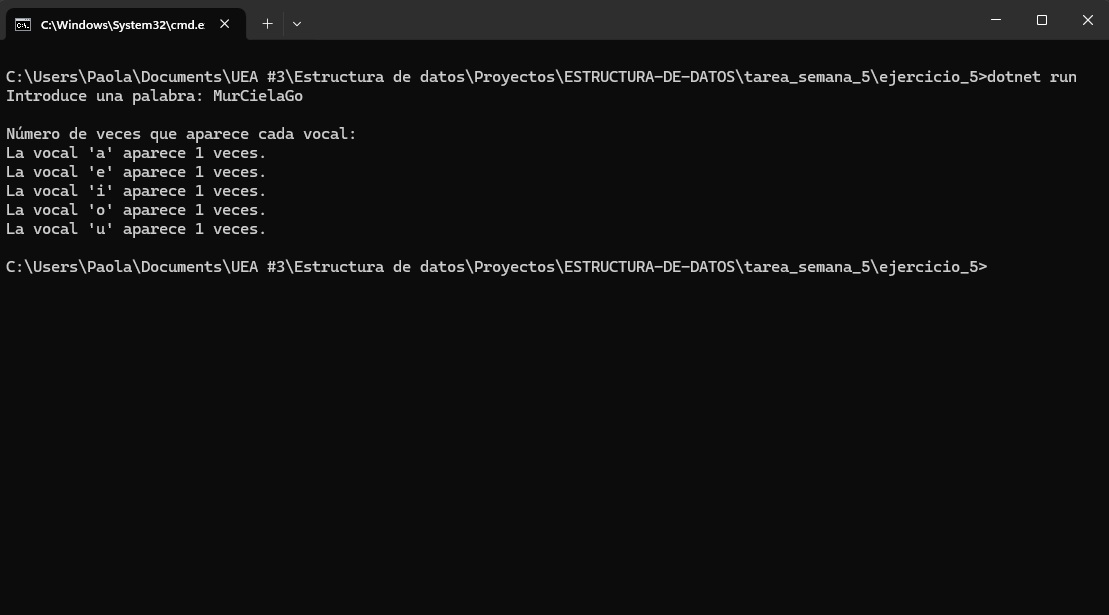 C:\Windows\System32\cmd.e
C:\Users\Paola\Documents\UEA #3\Estructura de datos\Proyectos\ESTRUCTURA-DE-DATOS\tarea_semana_5\ejercicio_5>dotnet run
Introduce una palabra: MurCielaGo
Número de veces que aparece cada vocal:
La vocal 'a' aparece 1 veces.
La vocal 'e' aparece 1 veces.
La vocal 'i' aparece 1 veces.
La vocal 'o' aparece 1 veces.
La vocal 'u' aparece 1 veces.
C:\Users\Paola\Documents\UEA #3\Estructura de datos\Proyectos\ESTRUCTURA-DE-DATOS\tarea_semana_5\ejercicio_5>